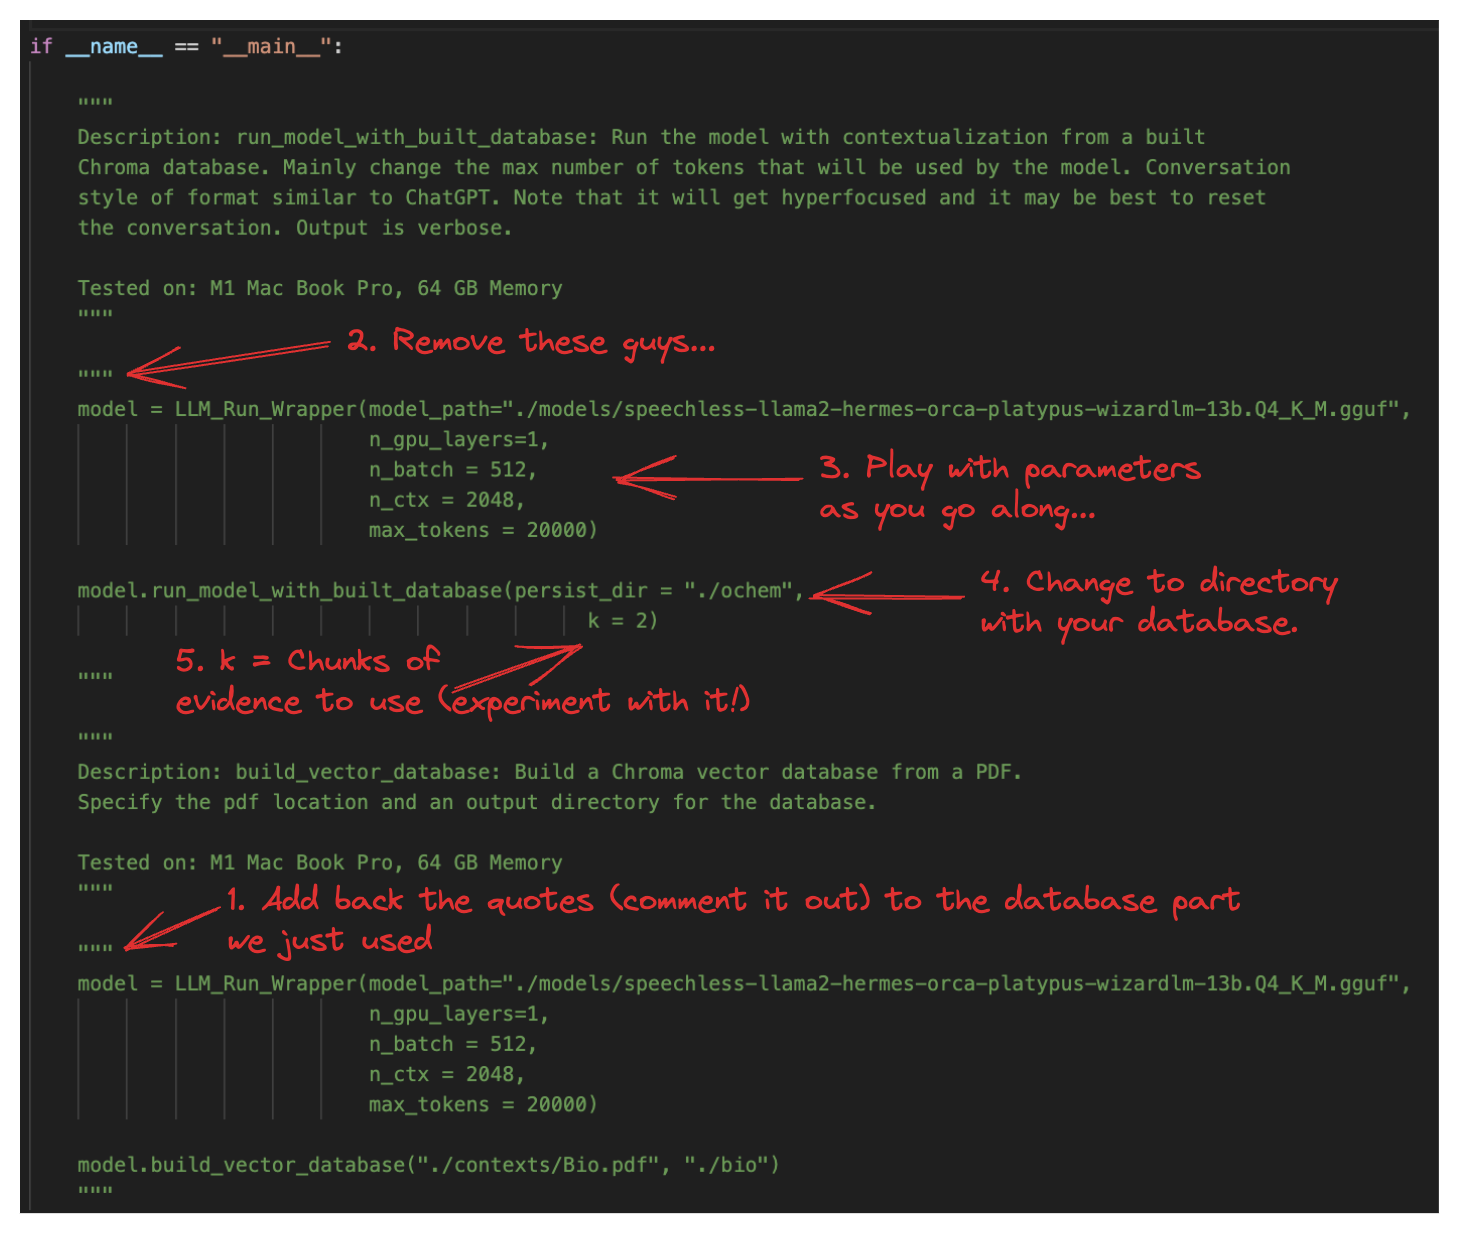 if __name__ == "__main__":
"""
Description: run_model_with_built_database: Run the model with contextualization from a built
Chroma database. Mainly change the max number of tokens that will be used by the model. Conversation
style of format similar to ChatGPT. Note that it will get hyperfocused and it may be best to reset
the conversation. Output is verbose.
Tested on: M1 Mac Book Pro, 64 GB Memory
"""
2. Remove these guys...
"""
model = LLM_Run_Wrapper(model_path="./models/speechless-llama2-hermes-orca-platypus-wizardlm-13b.Q4_K_M.gguf",
n_gpu_layers=1,
n_batch = 512,
n_ctx = 2048,
max_tokens = 20000)
3. Play with parameters
as you go along...
model.run_model_with_built_database(persist_dir = "./ochem",
k = 2)
4. Change to directory
with your database.
5. k = Chunks of
evidence to use (experiment with it!)
"""
"""
Description: build_vector_database: Build a Chroma vector database from a PDF.
Specify the pdf location and an output directory for the database.
Tested on: M1 Mac Book Pro, 64 GB Memory
"""
1. Add back the quotes (comment it out) to the database part
we just used
"""
model = LLM_Run_Wrapper(model_path="./models/speechless-llama2-hermes-orca-platypus-wizardlm-13b.Q4_K_M.gguf",
n_gpu_layers=1,
n_batch = 512,
n_ctx = 2048,
max_tokens = 20000)
model.build_vector_database("./contexts/Bio.pdf", "./bio")
"""